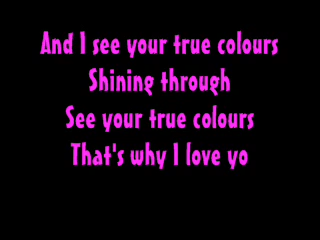 And I see your true colours
Shining through
See your true colours
That's why I love yo